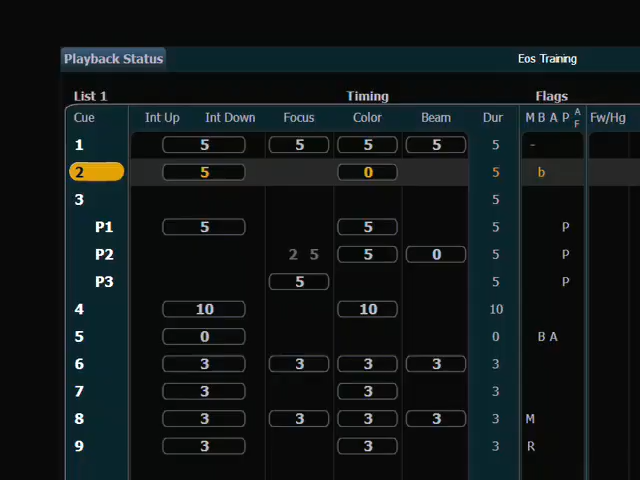 Playback Status Eos Training
List 1 Timing Flags
Cue Int Up Int Down Focus Color Beam Dur M B A P A F Fw/Hg
1 5 5 5 5 5 -
2 5 0 5 b
3 5
P1 5 5 5 P
P2 2 5 5 0 5 P
P3 5 5 P
4 10 10 10
5 0 0 B A
6 3 3 3 3 3
7 3 3 3
8 3 3 3 3 3 M
9 3 3 3 R